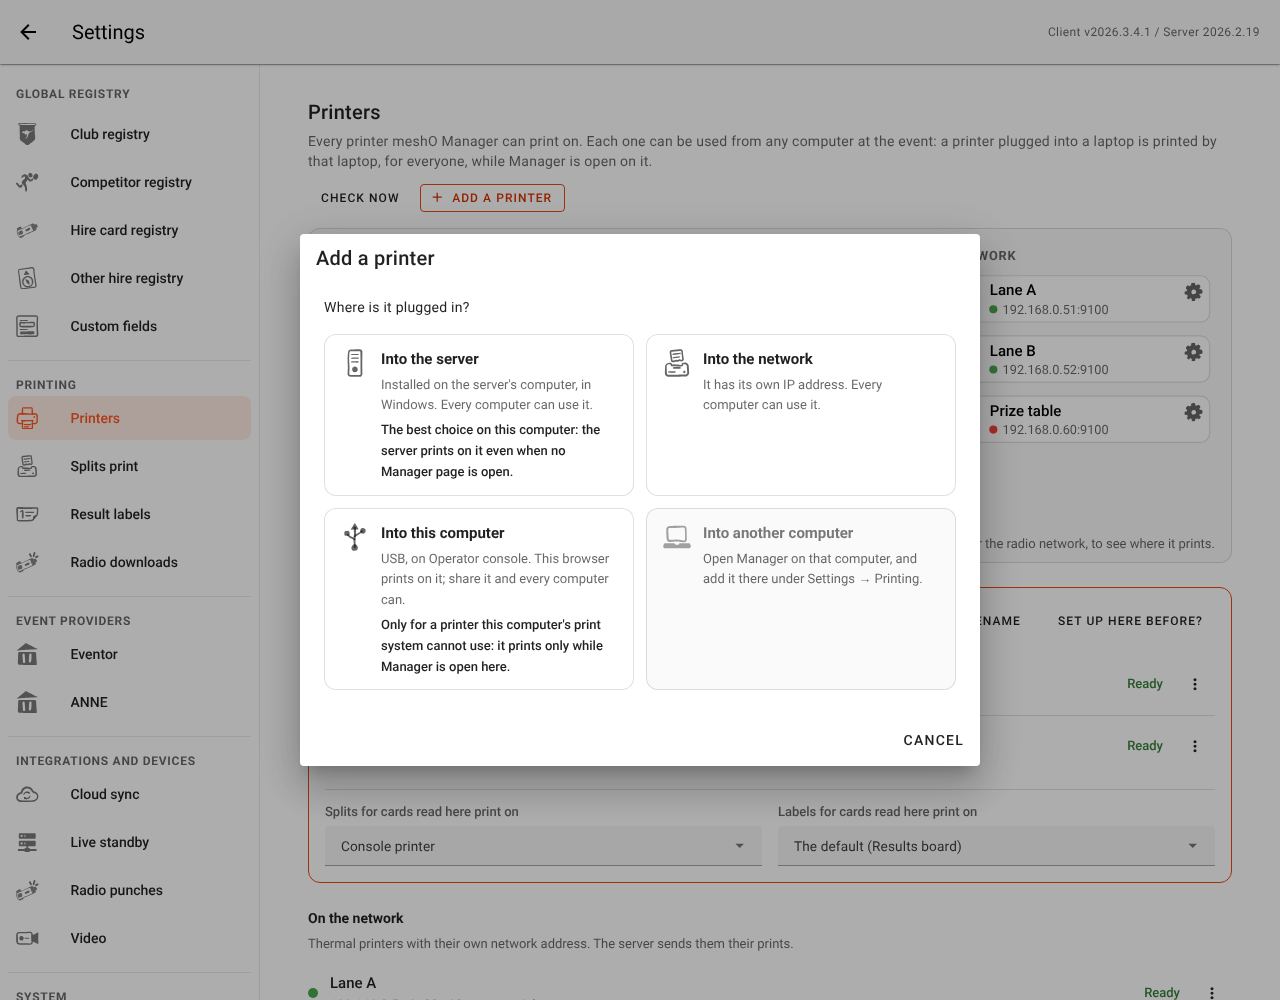 Settings
Client v2026.3.4.1 / Server 2026.2.19
GLOBAL REGISTRY
Club registry
Competitor registry
Hire card registry
Other hire registry
Custom fields
PRINTING
Printers
Splits print
Result labels
Radio downloads
EVENT PROVIDERS
Eventor
ANNE
INTEGRATIONS AND DEVICES
Cloud sync
Live standby
Radio punches
Video
SYSTEM
Printers
Every printer meshO Manager can print on. Each one can be used from any computer at the event: a printer plugged into a laptop is printed by
that laptop, for everyone, while Manager is open on it.
CHECK NOW
+ ADD A PRINTER
Lane A
192.168.0.51:9100
Lane B
192.168.0.52:9100
Prize table
192.168.0.60:9100
the radio network, to see where it prints.
Add a printer
Where is it plugged in?
Into the server
Installed on the server's computer, in
Windows. Every computer can use it.
The best choice on this computer: the
server prints on it even when no
Manager page is open.
Into the network
It has its own IP address. Every
computer can use it.
Into this computer
USB, on Operator console. This browser
prints on it; share it and every computer
can.
Only for a printer this computer's print
system cannot use: it prints only while
Manager is open here.
Into another computer
Open Manager on that computer, and
add it there under Settings → Printing.
CANCEL
SET UP HERE BEFORE?
Ready
Ready
Splits for cards read here print on
Console printer
Labels for cards read here print on
The default (Results board)
On the network
Thermal printers with their own network address. The server sends them their prints.
Lane A
Ready